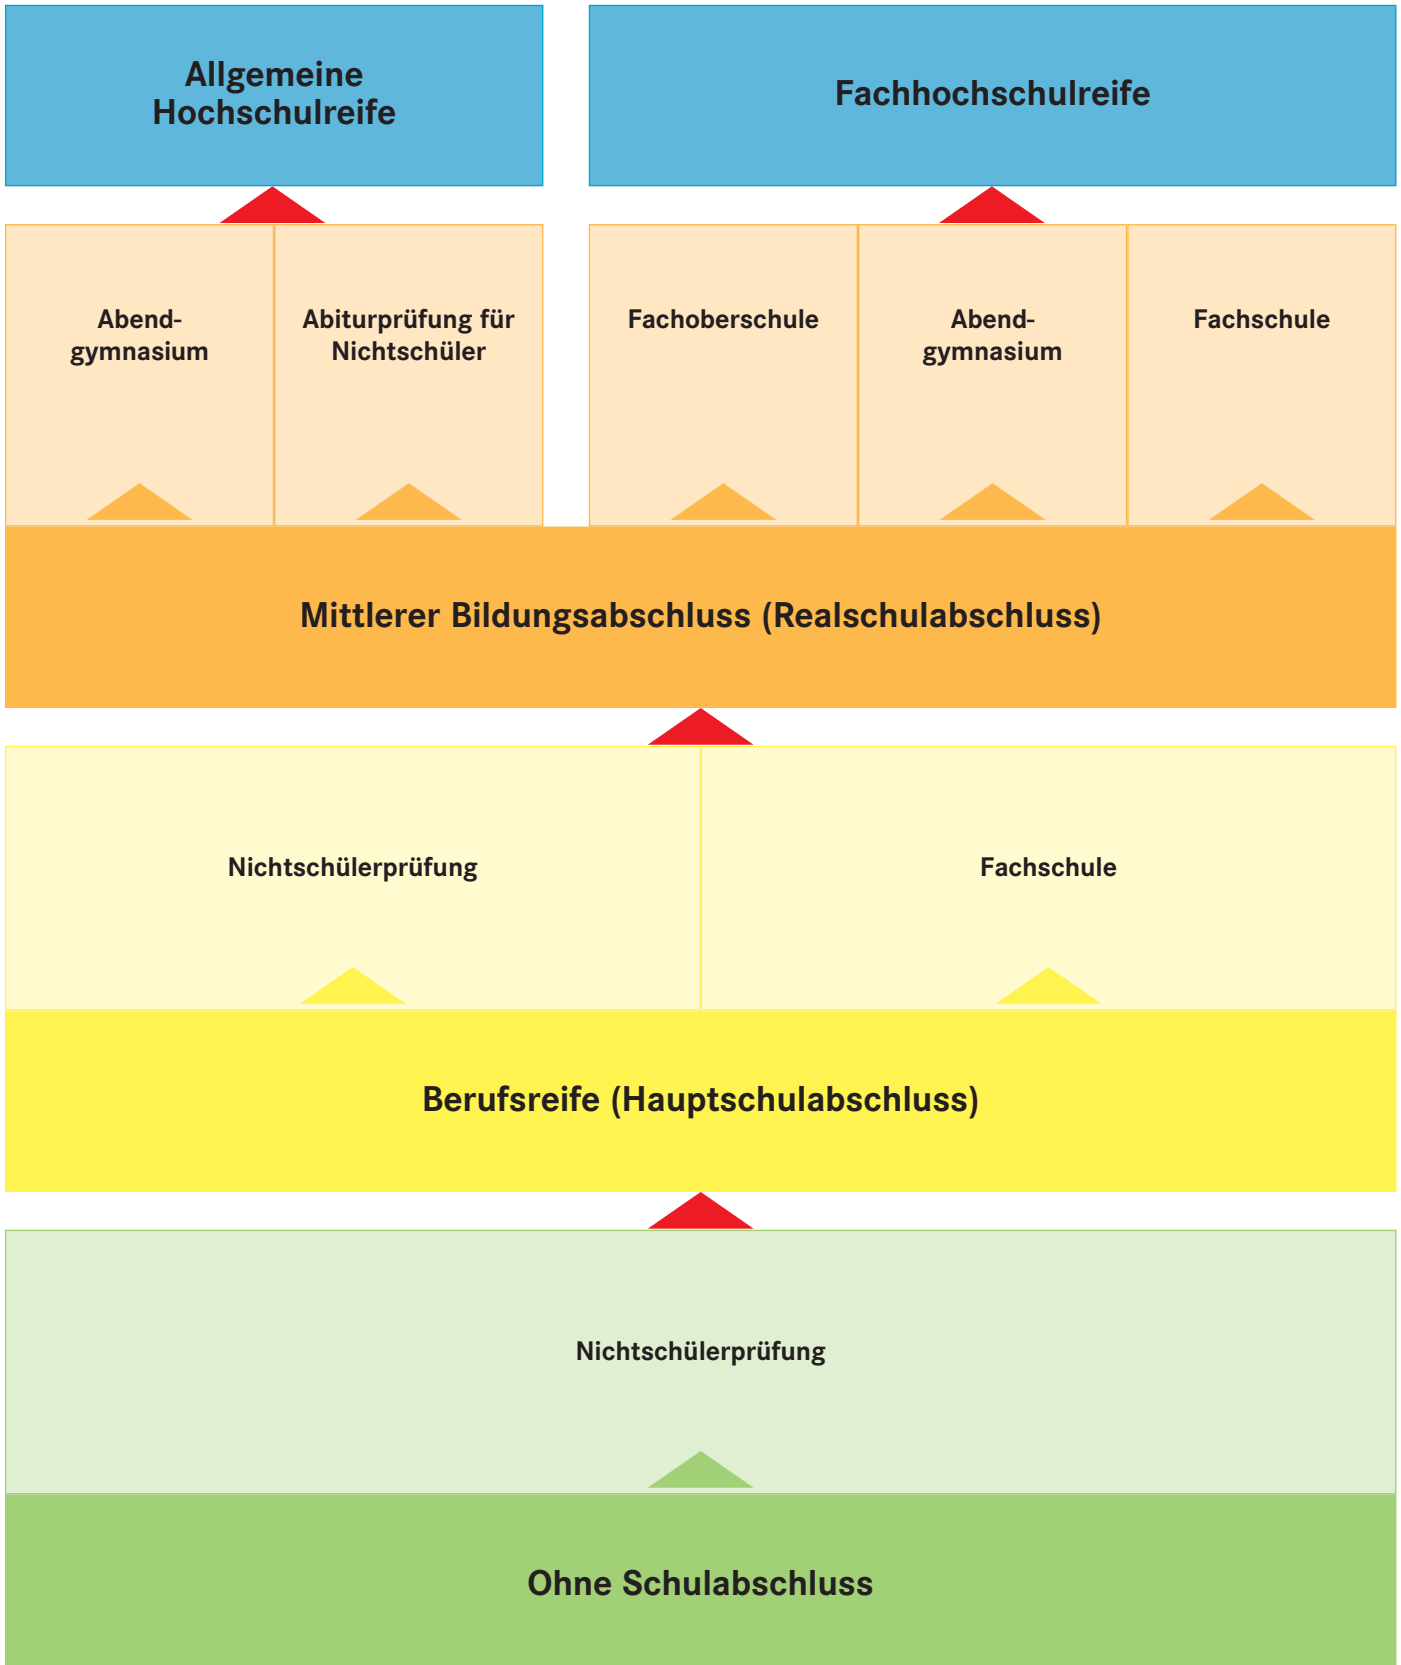 Allgemeine
Hochschulreife
Fachhochschulreife
Abend-
gymnasium
Abiturprüfung für
Nichtschüler
Fachoberschule
Abend-
gymnasium
Fachschule
Mittlerer Bildungsabschluss (Realschulabschluss)
Nichtschülerprüfung
Fachschule
Berufsreife (Hauptschulabschluss)
Nichtschülerprüfung
Ohne Schulabschluss